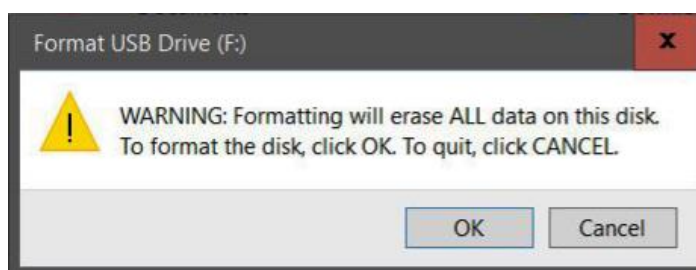 Format USB Drive (F:)
x
WARNING: Formatting will erase ALL data on this disk.
To format the disk, click OK. To quit, click CANCEL.
OK
Cancel